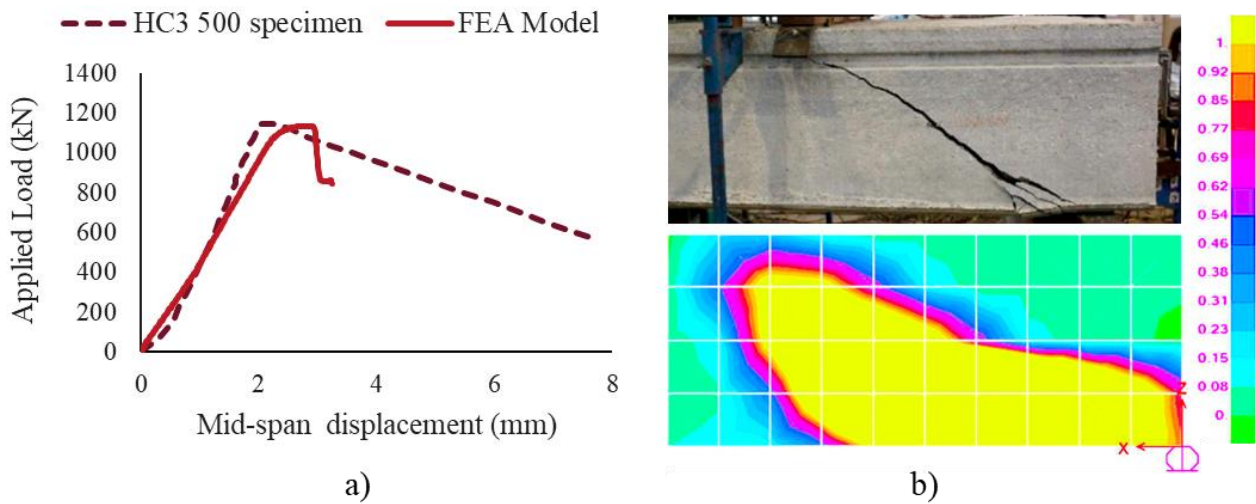 HC3 500 specimen FEA Model
1400
1200
1000
800
600
400
200
0
0 2 4 6 8
Applied Load (kN)
Mid-span displacement (mm)
a)
1.
0.92
0.85
0.77
0.69
0.62
0.54
0.46
0.38
0.31
0.23
0.15
0 08
0.
Z
X
b)